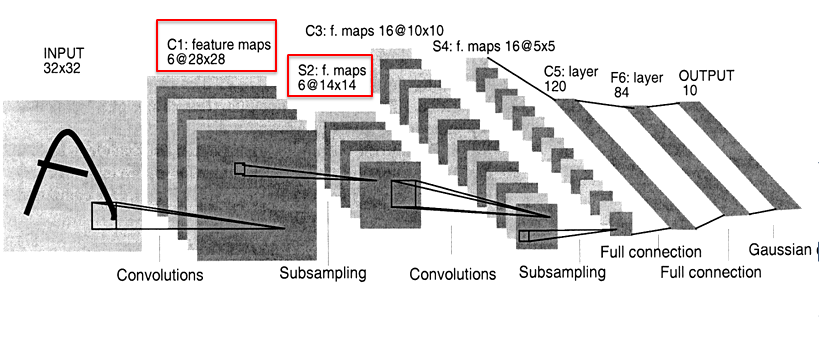 INPUT
32x32
C1: feature maps
6@28x28
S2: f. maps
6@14x14
C3: f. maps 16@10x10
S4: f. maps 16@5x5
C5: layer
120
F6: layer
84
OUTPUT
10
Convolutions
Subsampling
Convolutions
Subsampling
Full connection
Full connection
Gaussian
A